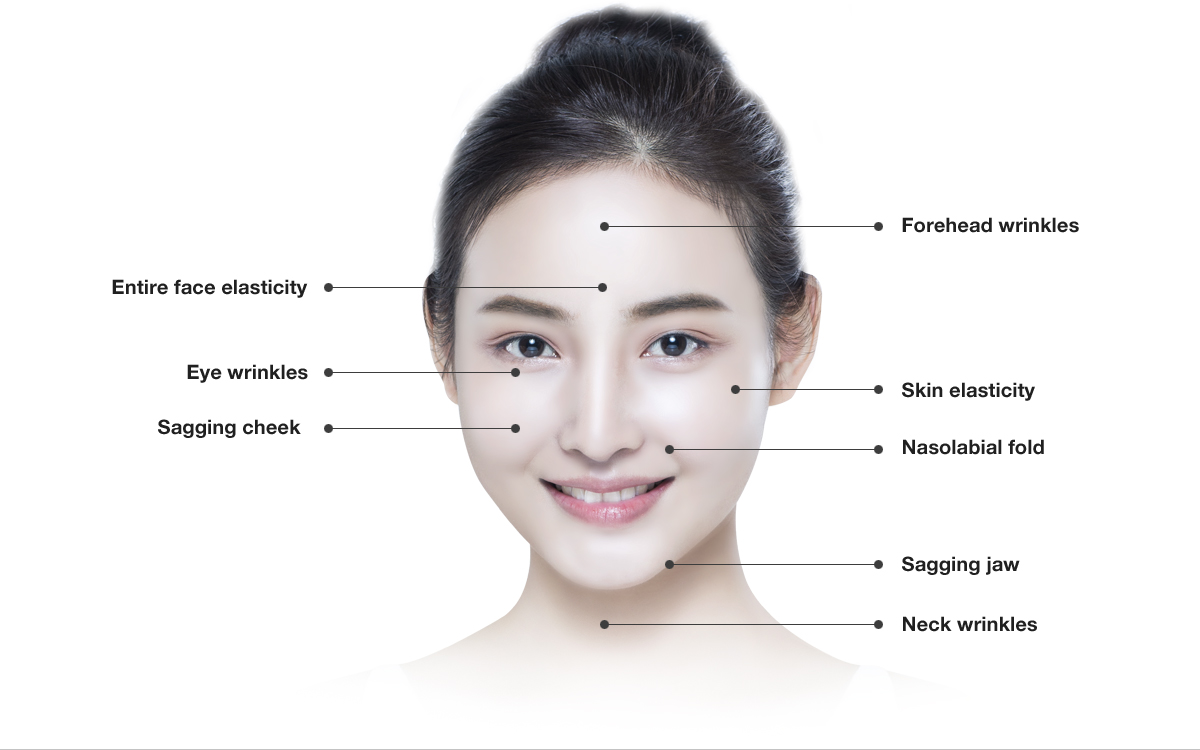 Forehead wrinkles
Entire face elasticity
Eye wrinkles
Skin elasticity
Sagging cheek
Nasolabial fold
Sagging jaw
Neck wrinkles